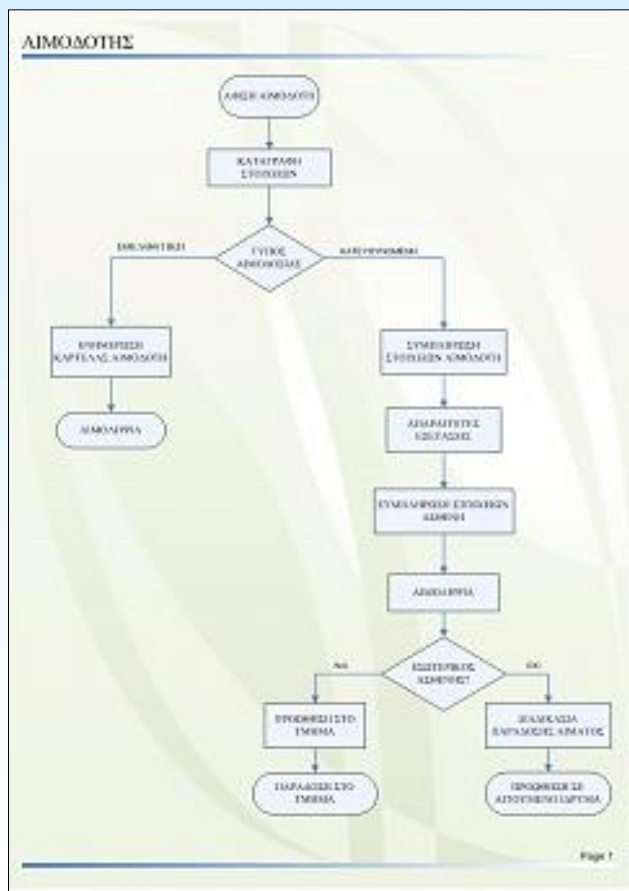 ΑΙΜΟΔΟΤΗΣ
ΑΦΙΞΗ ΑΙΜΟΔΟΤΗ
ΚΑΤΑΓΡΑΦΗ
ΣΤΟΙΧΕΙΩΝ
ΤΥΠΟΣ
ΑΙΜΟΔΟΣΙΑΣ
ΕΘΕΛΟΝΤΙΚΗ
ΚΑΤΕΥΘΥΝΟΜΕΝΗ
ΕΝΗΜΕΡΩΣΗ
ΚΑΡΤΕΛΑΣ ΑΙΜΟΔΟΤΗ
ΑΙΜΟΛΗΨΙΑ
ΣΥΜΠΛΗΡΩΣΗ
ΣΤΟΙΧΕΙΩΝ ΑΙΜΟΔΟΤΗ
ΑΠΑΡΑΙΤΗΤΕΣ
ΕΞΕΤΑΣΕΙΣ
ΣΥΜΠΛΗΡΩΣΗ ΣΤΟΙΧΕΙΩΝ
ΑΣΘΕΝΗ
ΑΙΜΟΛΗΨΙΑ
ΕΣΩΤΕΡΙΚΟΣ
ΑΣΘΕΝΗΣ?
ΝΑΙ
ΟΧΙ
ΠΡΟΩΘΗΣΗ ΣΤΟ
ΤΜΗΜΑ
ΔΙΑΔΙΚΑΣΙΑ
ΠΑΡΑΔΟΣΗΣ ΑΙΜΑΤΟΣ
ΠΑΡΑΔΟΣΗ ΣΤΟ
ΤΜΗΜΑ
ΠΡΟΩΘΗΣΗ ΣΕ
ΑΙΤΟΥΜΕΝΟ ΙΔΡΥΜΑ
Page 1